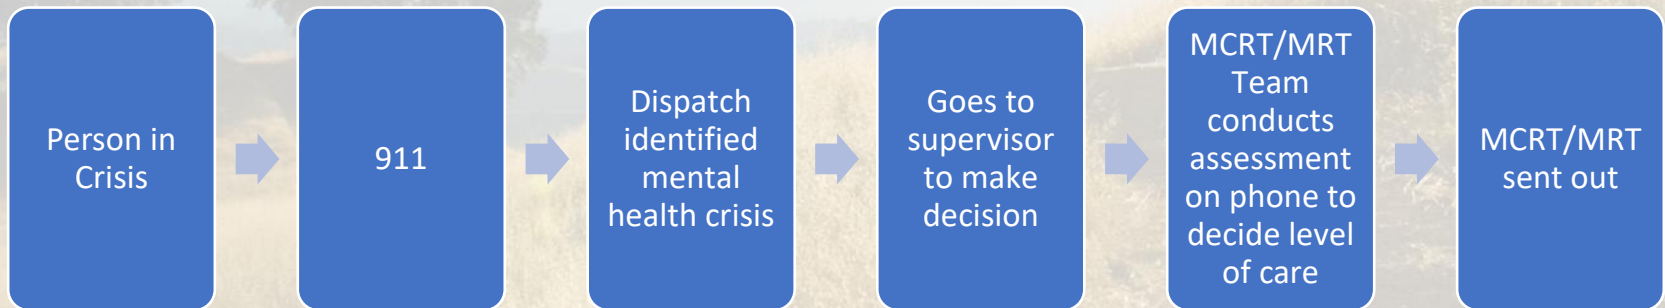 Person in
Crisis
911
Dispatch
identified
mental
health crisis
Goes to
supervisor
to make
decision
MCRT/MRT
Team
conducts
assessment
on phone to
decide level
of care
MCRT/MRT
sent out